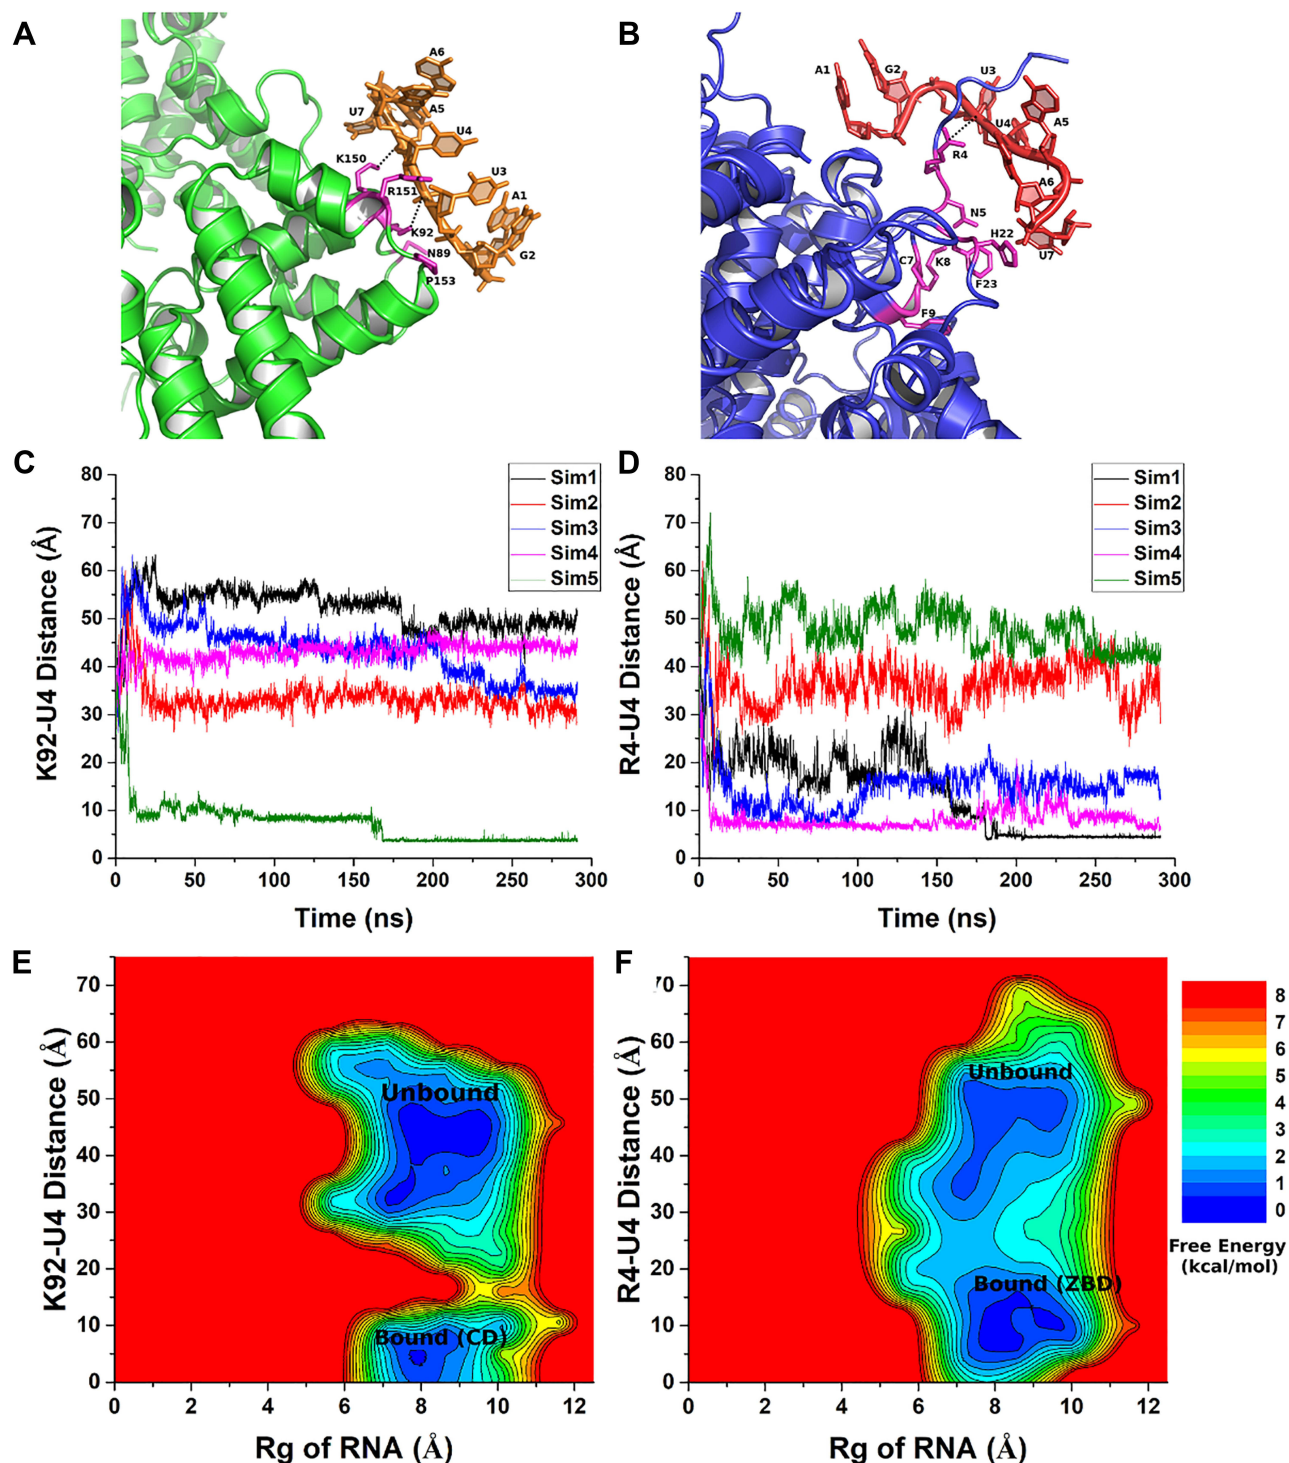 A
A6
U7
A5
U4
K150
U3
R151
A1
K92
N89
G2
P153
B
A1
G2
U3
U4
A5
R4
A6
N5
H22
C7
K8
U7
F23
F9
C
80
70
60
50
40
30
20
10
0
K92-U4 Distance (Å)
Sim1
Sim2
Sim3
Sim4
Sim5
0
50
100
150
200
250
300
Time (ns)
D
80
70
60
50
40
30
20
10
0
R4-U4 Distance (Å)
Sim1
Sim2
Sim3
Sim4
Sim5
0
50
100
150
200
250
300
Time (ns)
E
70
60
50
40
30
20
10
0
K92-U4 Distance (Å)
Unbound
Bound (CD)
0
2
4
6
8
10
12
Rg of RNA (Å)
F
70
60
50
40
30
20
10
0
R4-U4 Distance (Å)
Unbound
Bound (ZBD)
0
2
4
6
8
10
12
Rg of RNA (Å)
8
7
6
5
4
3
2
1
0
Free Energy
(kcal/mol)